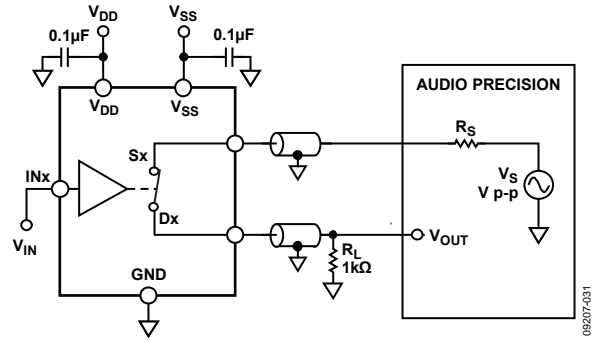 VDD
VSS
0.1µF
0.1µF
VDD
VSS
AUDIO PRECISION
RS
Sx
VS
V p-p
INx
Dx
VIN
VOUT
RL
1kΩ
GND
09207-031